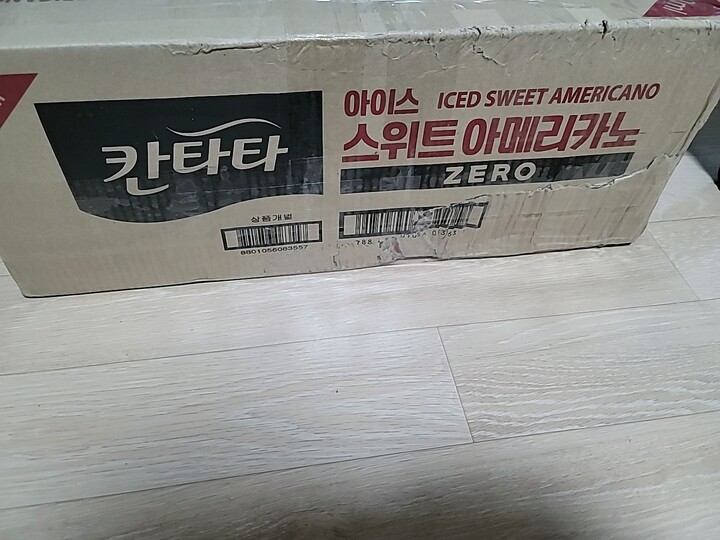 칸타타
아이스 ICED SWEET AMERICANO
스위트 아메리카노
ZERO
상품개별
8801056083557